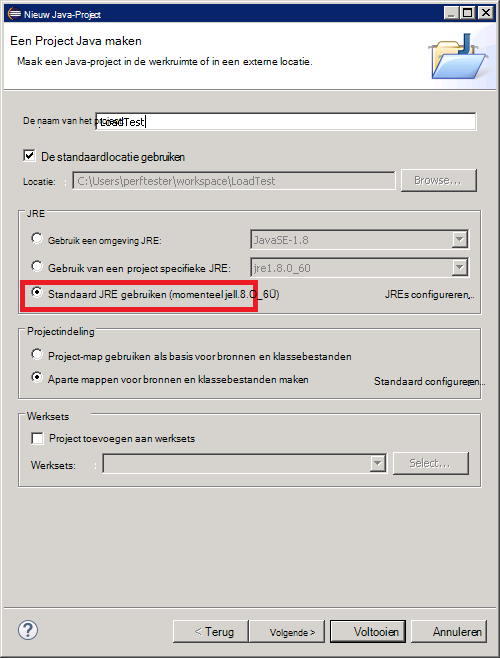 Nieuw Java-Project
Een Project Java maken
Maak een Java-project in de werkruimte of in een externe locatie.
De naam van het project: LoadTest
De standaardlocatie gebruiken
Locatie: C:\Users\perftester\workspace\LoadTest Browse...
JRE
Gebruik een omgeving JRE: JavaSE-1.8
Gebruik van een project specifieke JRE: jre1.8.0_60
Standaard JRE gebruiken (momenteel jell.8.O_6Ü) JREs configureren,..
Projectindeling
Project-map gebruiken als basis voor bronnen en klassebestanden
Aparte mappen voor bronnen en klassebestanden maken Standaard configureren...
Werksets
Project toevoegen aan werksets
Werksets: Select...
? < Terug Volgende > Voltooien Annuleren